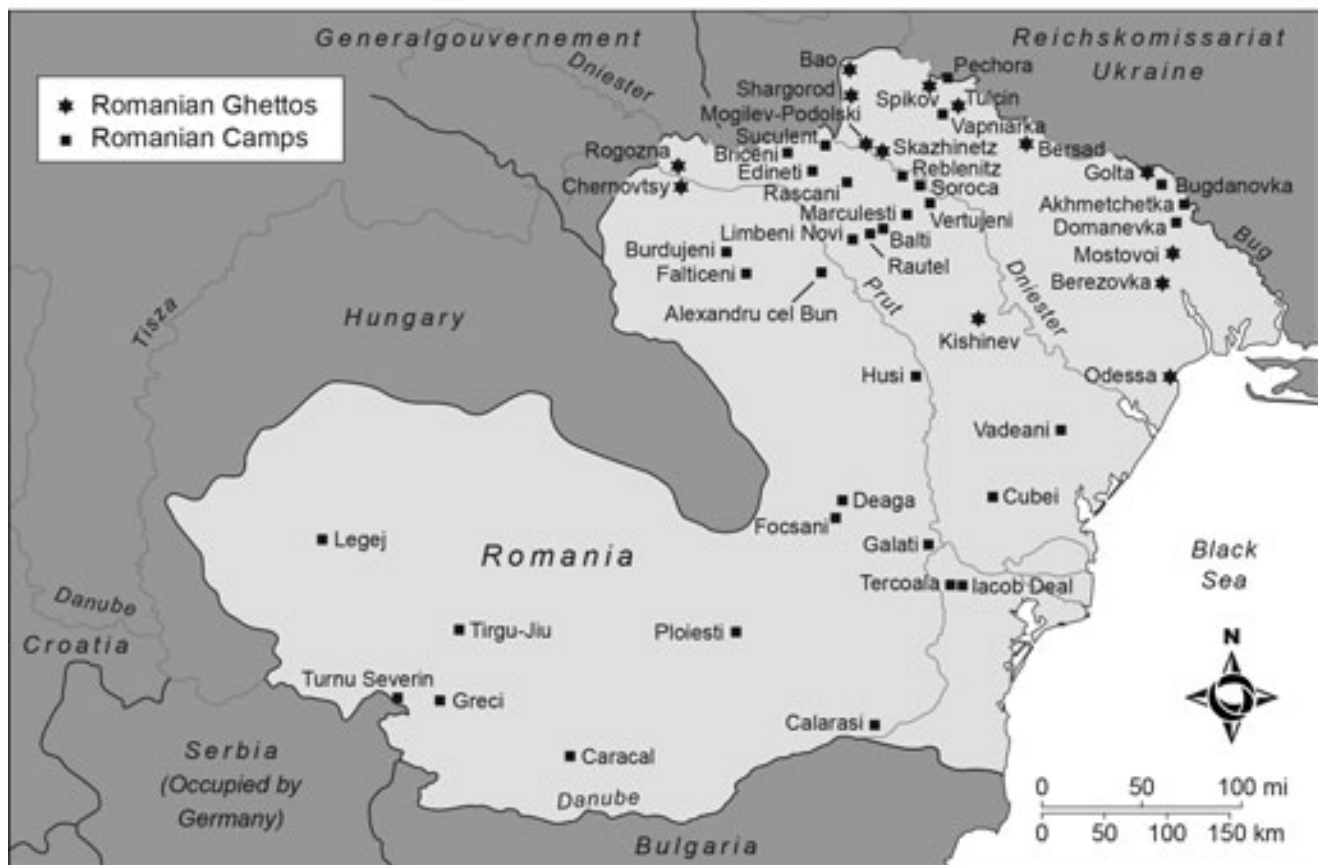 Generalgouvernement
Reichskomissariat
Ukraine
Romanian Ghettos
Romanian Camps
Dniester
Bao
Pechora
Shargorod
Spikov
Tulcin
Mogilev-Podolski
Vapniarka
Suculent
Skazhinetz
Bersad
Rogozna
Briceni
Reblenitz
Golta
Edineti
Soroca
Bugdanovka
Chernovtsy
Rascani
Akhmetchetka
Marculesti
Vertujeni
Domanevka
Limbeni Novi
Balti
Bug
Burdujeni
Rautel
Mostovoi
Falticeni
Berezovka
Prut
Dniester
Alexandru cel Bun
Tisza
Hungary
Kishinev
Husi
Odessa
Vadeani
Deaga
Cubei
Focsani
Legej
Romania
Galati
Black
Sea
Tercoala
Iacob Deal
Danube
Croatia
Tirgu-Jiu
Ploiesti
N
Turnu Severin
Greci
Calarasi
Serbia
(Occupied by
Germany)
Caracal
Danube
Bulgaria
0 50 100 mi
0 50 100 150 km